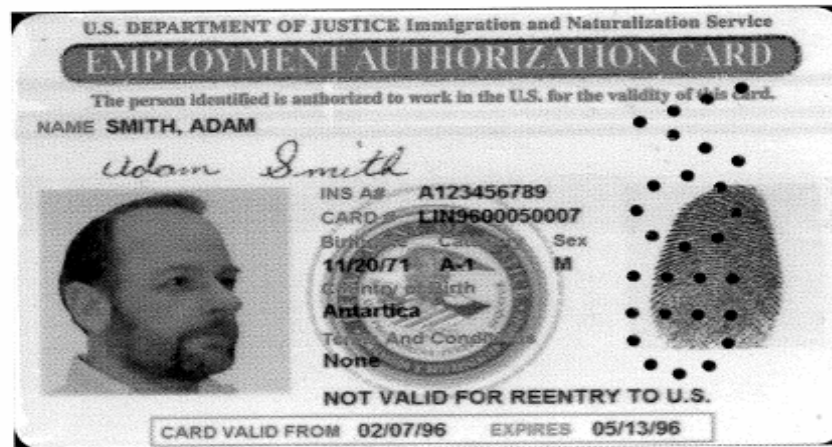 U.S. DEPARTMENT OF JUSTICE Immigration and Naturalization Service
EMPLOYMENT AUTHORIZATION CARD
The person identified is authorized to work in the U.S. for the validity of this card.
NAME SMITH, ADAM
Adam Smith
INS A# A123456789
CARD # LIN9600050007
Birthdate Category Sex
11/20/71 A-1 M
Country of Birth
Antartica
Terms And Conditions
None
NOT VALID FOR REENTRY TO U.S.
CARD VALID FROM 02/07/96 EXPIRES 05/13/96